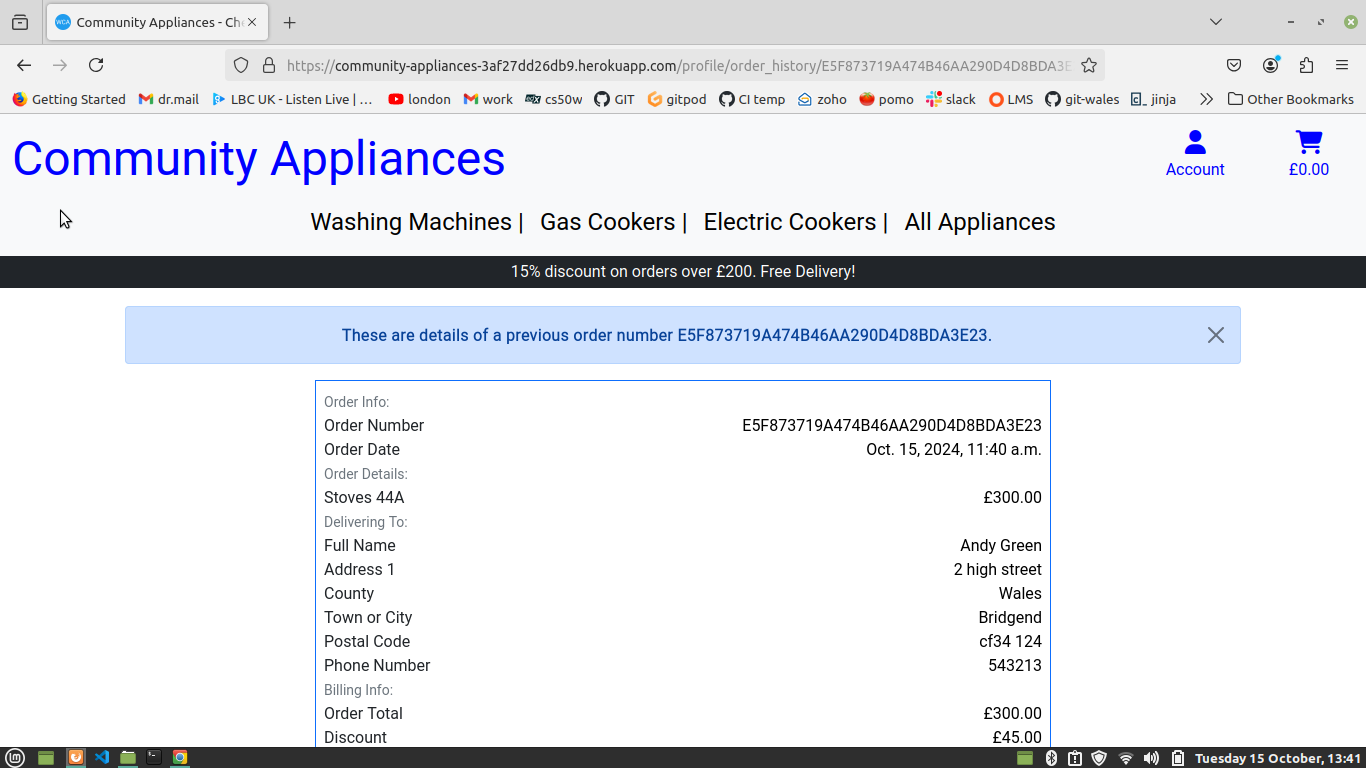 WCA Community Appliances - Che
https://community-appliances-3af27dd26db9.herokuapp.com/profile/order_history/E5F873719A474B46AA290D4D8BDA3E
Getting Started dr.mail LBC UK - Listen Live | … london work cs50w GIT gitpod CI temp zoho pomo slack LMS git-wales jinja Other Bookmarks
Community Appliances
Account
£0.00
Washing Machines | Gas Cookers | Electric Cookers | All Appliances
15% discount on orders over £200. Free Delivery!
These are details of a previous order number E5F873719A474B46AA290D4D8BDA3E23.
Order Info:
Order Number E5F873719A474B46AA290D4D8BDA3E23
Order Date Oct. 15, 2024, 11:40 a.m.
Order Details:
Stoves 44A £300.00
Delivering To:
Full Name Andy Green
Address 1 2 high street
County Wales
Town or City Bridgend
Postal Code cf34 124
Phone Number 543213
Billing Info:
Order Total £300.00
Discount £45.00
Tuesday 15 October, 13:41